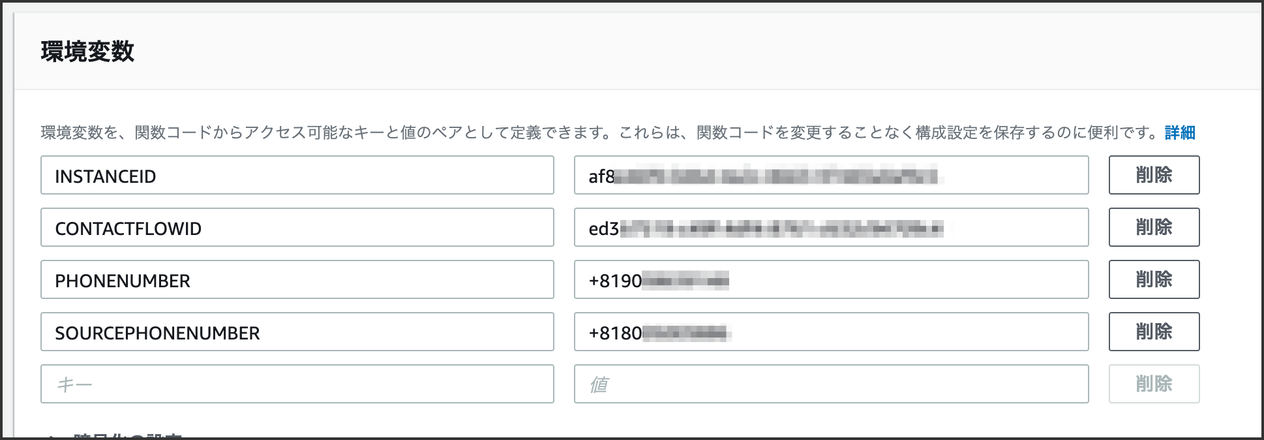 環境変数
環境変数を、関数コードからアクセス可能なキーと値のペアとして定義できます。これらは、関数コードを変更することなく構成設定を保存するのに便利です。詳細
INSTANCEID af8 削除
CONTACTFLOWID ed3 削除
PHONENUMBER +8190 削除
SOURCEPHONENUMBER +8180 削除
キー 値 削除